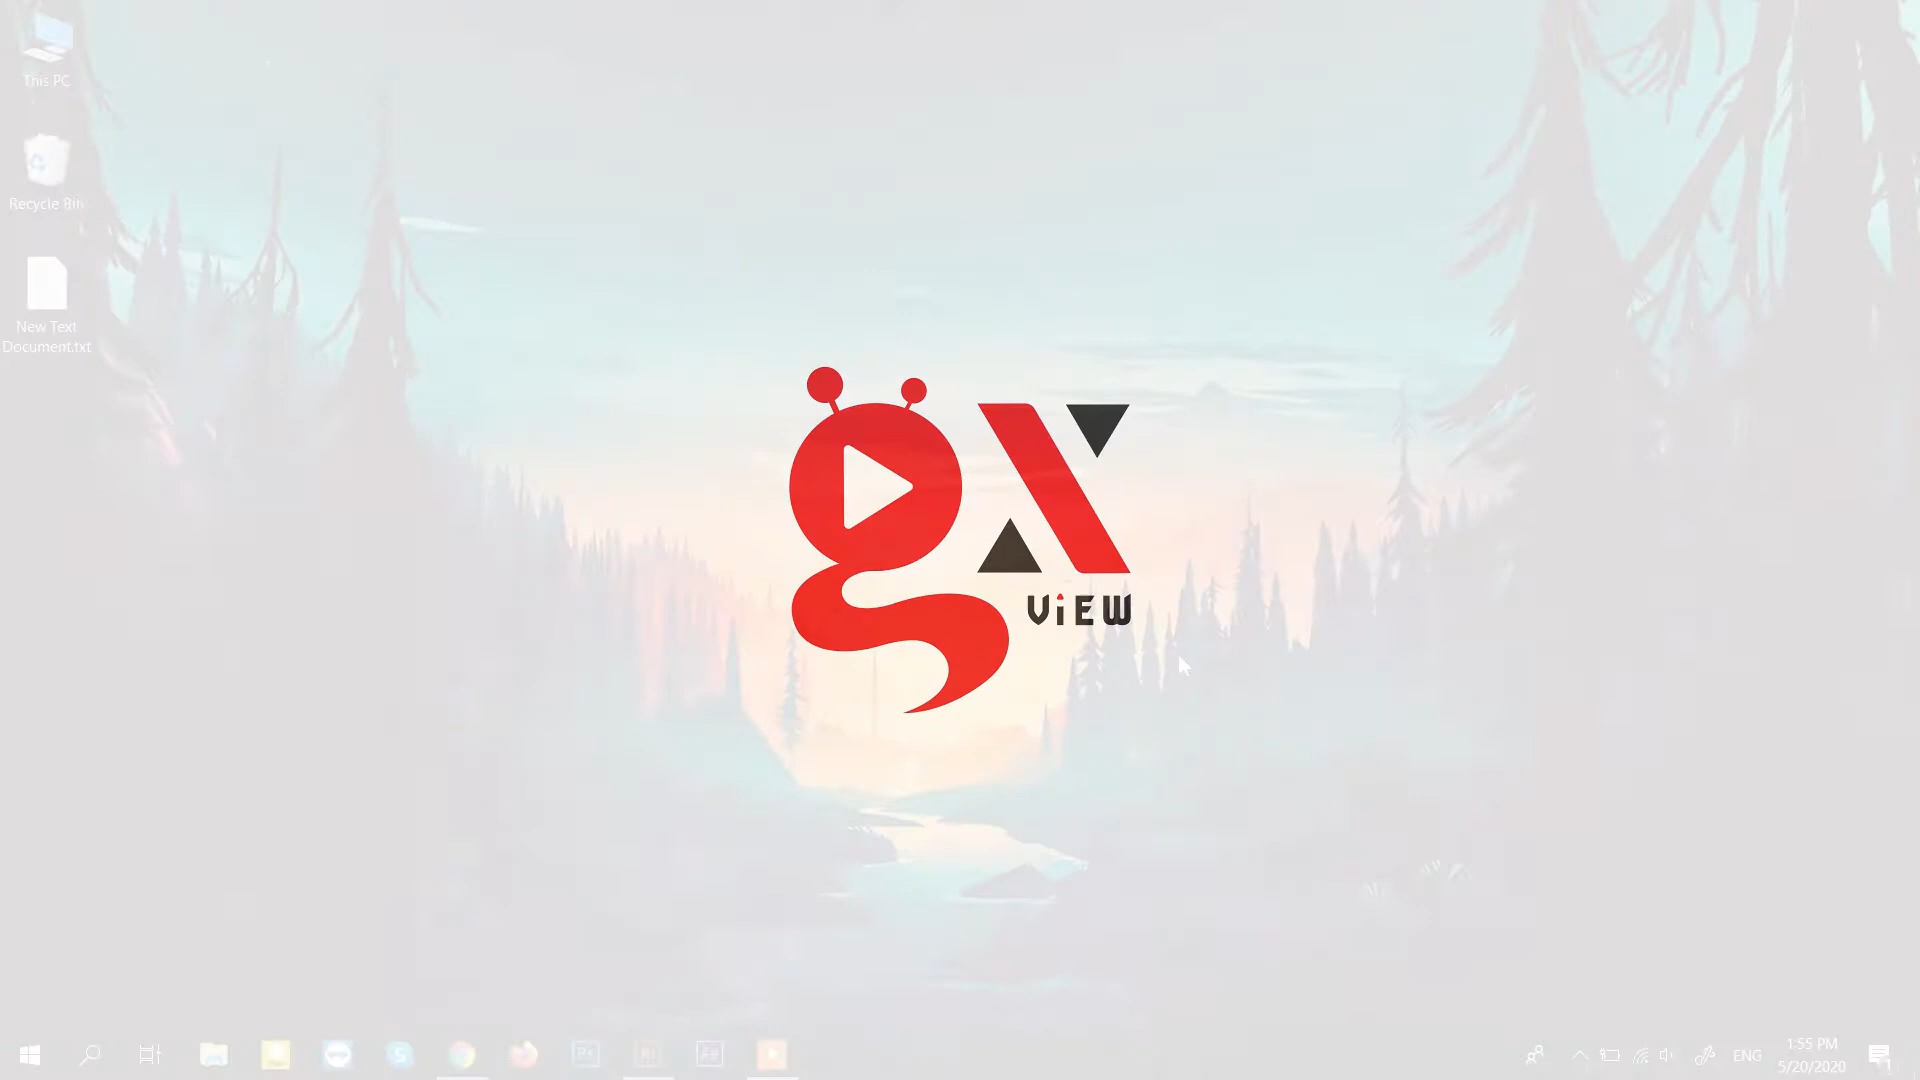 This PC
Recycle Bin
New Text
Document.txt
gx
ViEW
ENG
1:55 PM
5/20/2020